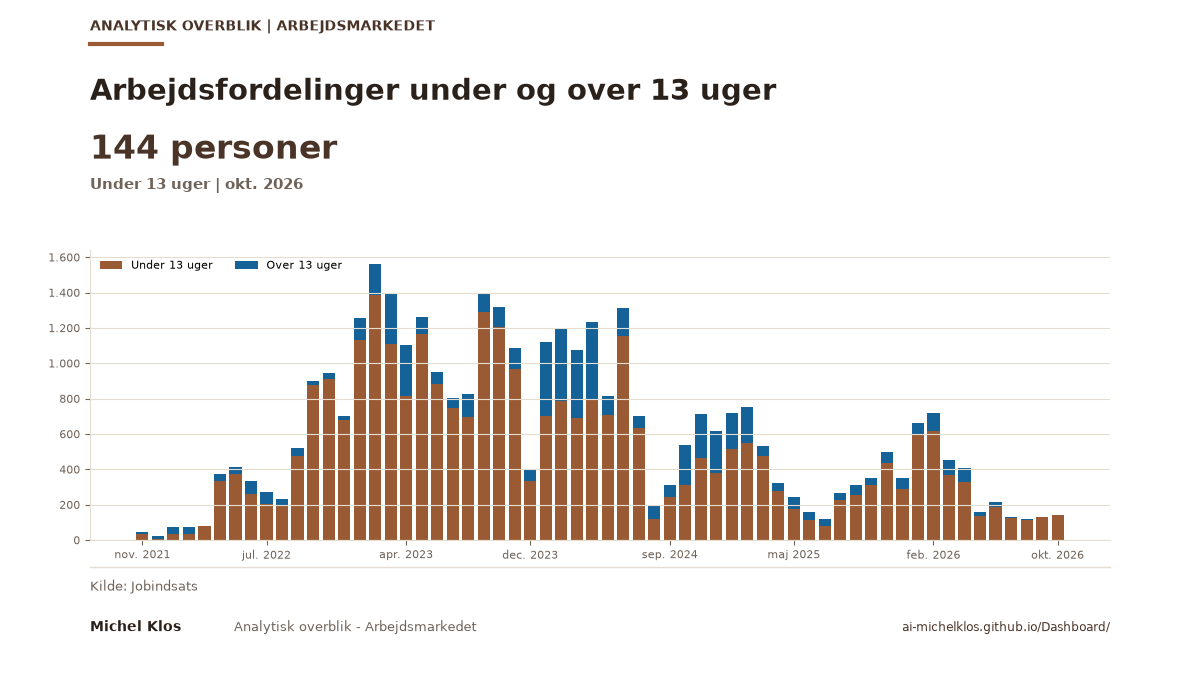 ANALYTISK OVERBLIK | ARBEJDSMARKEDET
Arbejdsfordelinger under og over 13 uger
144 personer
Under 13 uger | okt. 2026
Under 13 uger
Over 13 uger
1.600
1.400
1.200
1.000
800
600
400
200
0
nov. 2021
jul. 2022
apr. 2023
dec. 2023
sep. 2024
maj 2025
feb. 2026
okt. 2026
Kilde: Jobindsats
Michel Klos
Analytisk overblik - Arbejdsmarkedet
ai-michelklos.github.io/Dashboard/